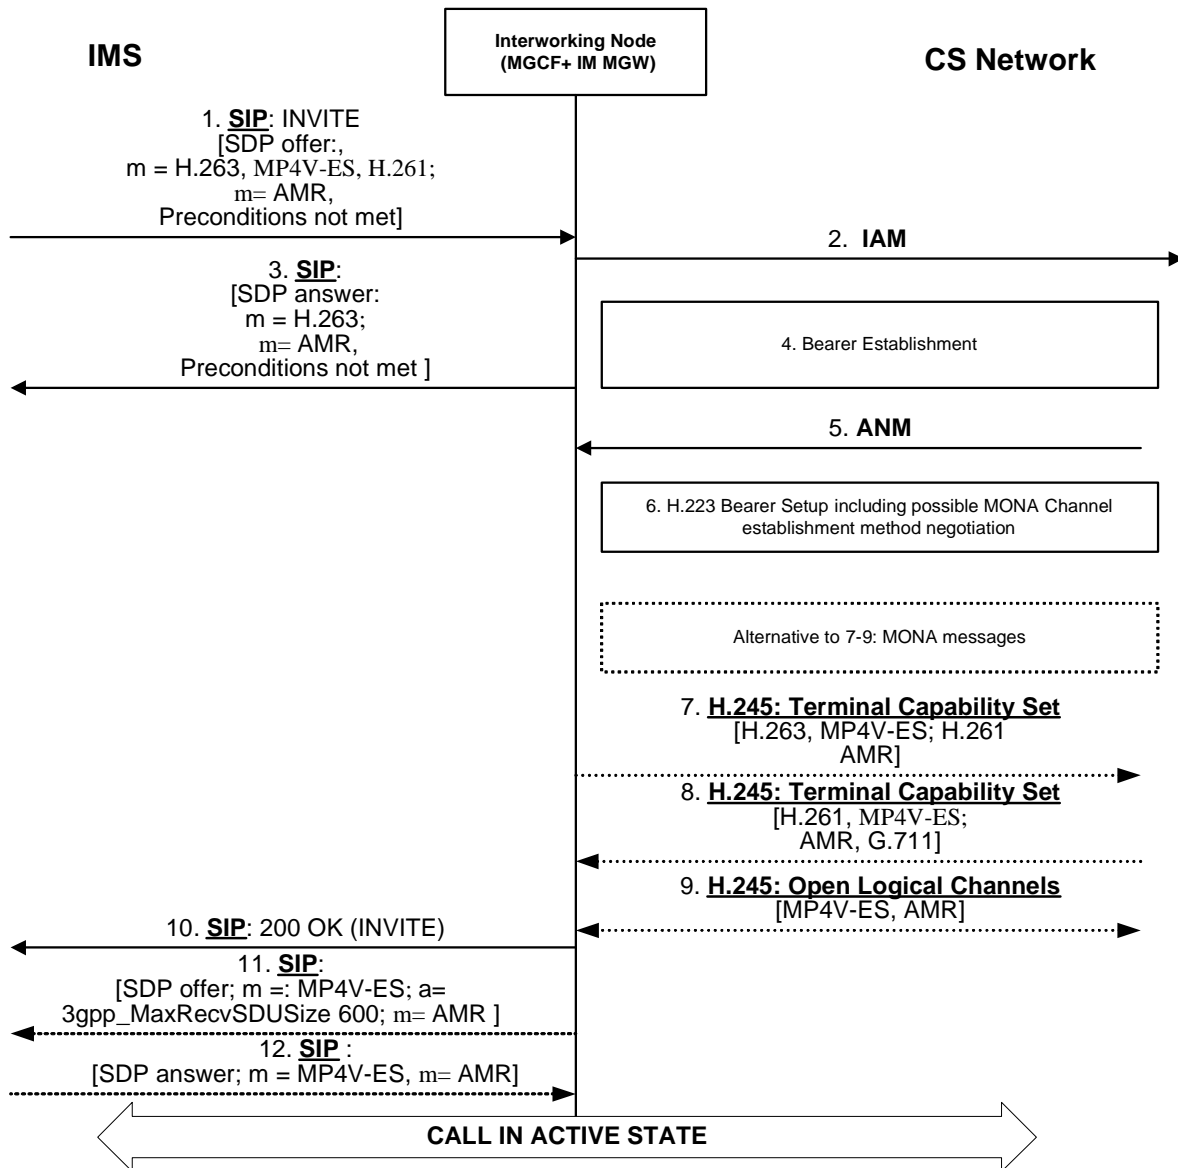 IMS
Interworking Node
(MGCF+ IM MGW)
CS Network
1. SIP: INVITE
[SDP offer:,
m = H.263, MP4V-ES, H.261;
m= AMR,
Preconditions not met]
2. IAM
3. SIP:
[SDP answer:
m = H.263;
m= AMR,
Preconditions not met ]
4. Bearer Establishment
5. ANM
6. H.223 Bearer Setup including possible MONA Channel
establishment method negotiation
Alternative to 7-9: MONA messages
7. H.245: Terminal Capability Set
[H.263, MP4V-ES; H.261
AMR]
8. H.245: Terminal Capability Set
[H.261, MP4V-ES;
AMR, G.711]
9. H.245: Open Logical Channels
[MP4V-ES, AMR]
10. SIP: 200 OK (INVITE)
11. SIP:
[SDP offer; m =: MP4V-ES; a=
3gpp_MaxRecvSDUSize 600; m= AMR ]
12. SIP :
[SDP answer; m = MP4V-ES, m= AMR]
CALL IN ACTIVE STATE